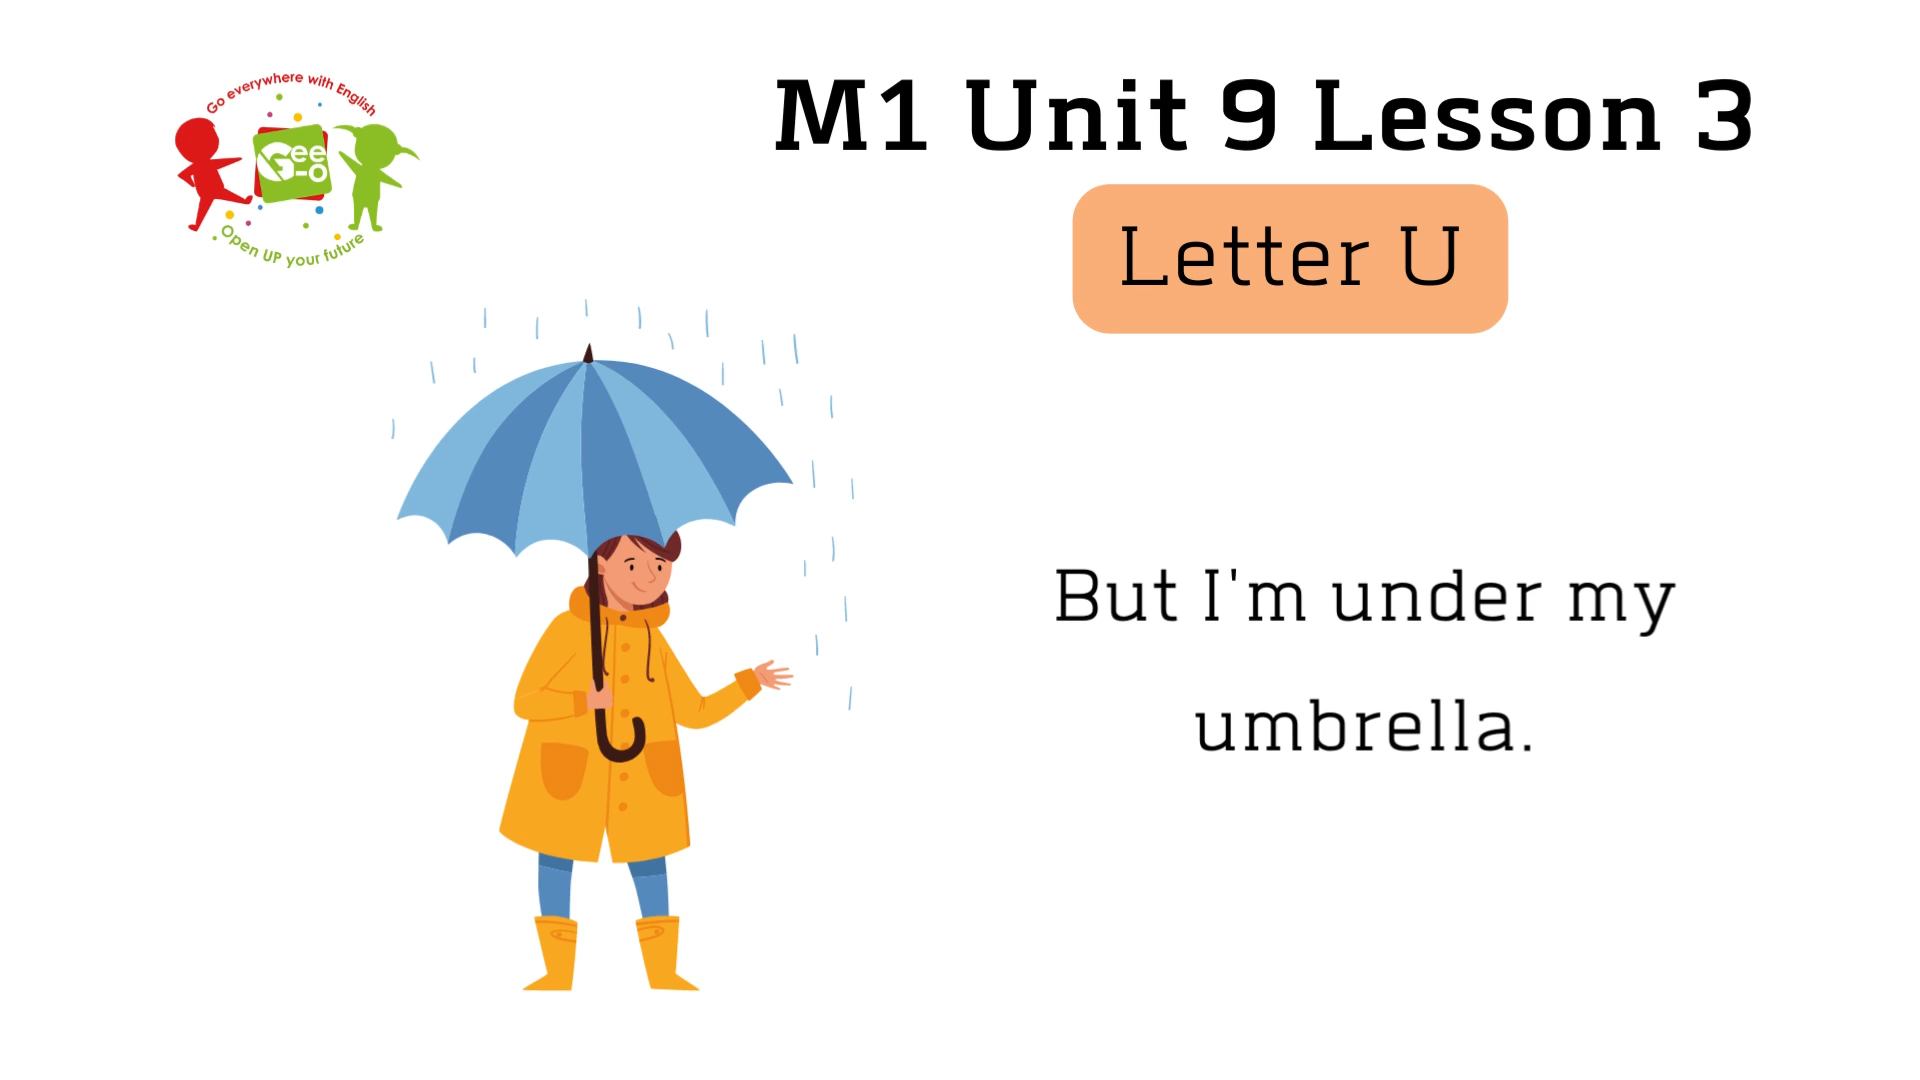 Go everywhere with English
Gee
-o
Open UP your future
M1 Unit 9 Lesson 3
Letter U
But I'm under my
umbrella.